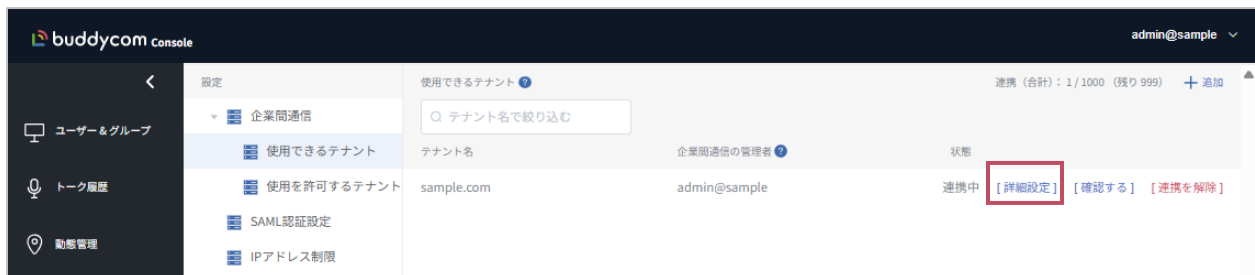 buddycom Console
admin@sample
ユーザー＆グループ
トーク履歴
動態管理
設定
企業間通信
使用できるテナント
使用を許可するテナント
SAML認証設定
IPアドレス制限
使用できるテナント ?
連携（合計）: 1 / 1000 （残り 999） ＋ 追加
テナント名で絞り込む
テナント名 企業間通信の管理者 ? 状態
sample.com admin@sample 連携中 [ 詳細設定 ] [ 確認する ] [ 連携を解除 ]